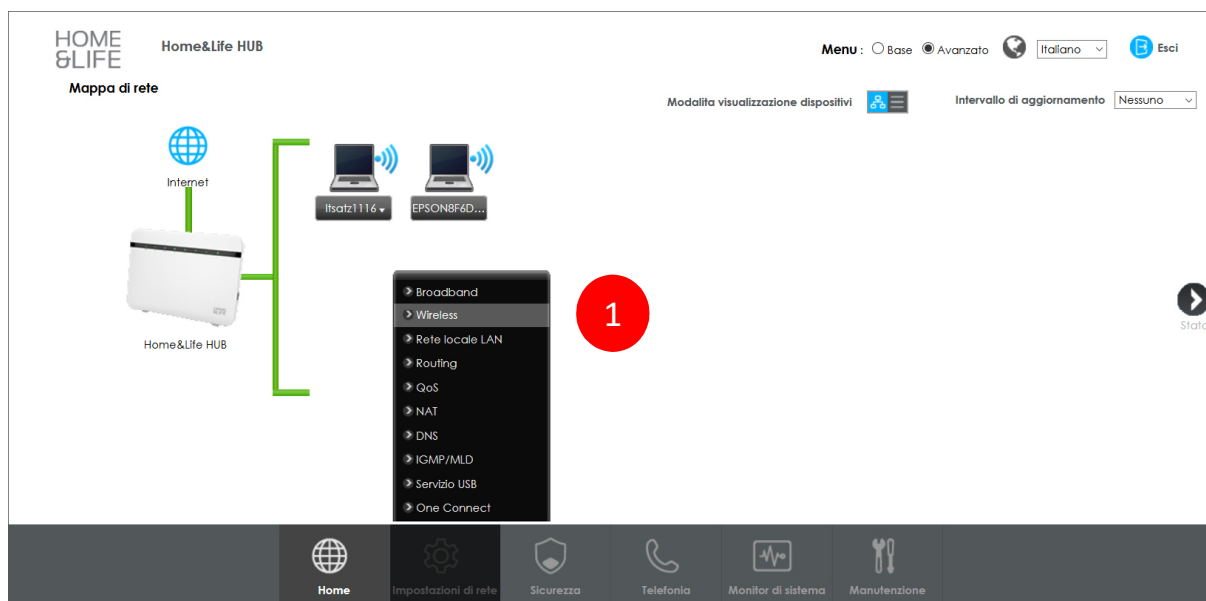 HOME
&LIFE
Home&Life HUB
Menu : Base Avanzato
Italiano
Esci
Mappa di rete
Modalita visualizzazione dispositivi
Intervallo di aggiornamento
Nessuno
Internet
Itsatz1116
EPSON8F6D...
Home&Life HUB
Broadband
Wireless
Rete locale LAN
Routing
QoS
NAT
DNS
IGMP/MLD
Servizio USB
One Connect
1
Stato
Home
Impostazioni di rete
Sicurezza
Telefonia
Monitor di sistema
Manutenzione